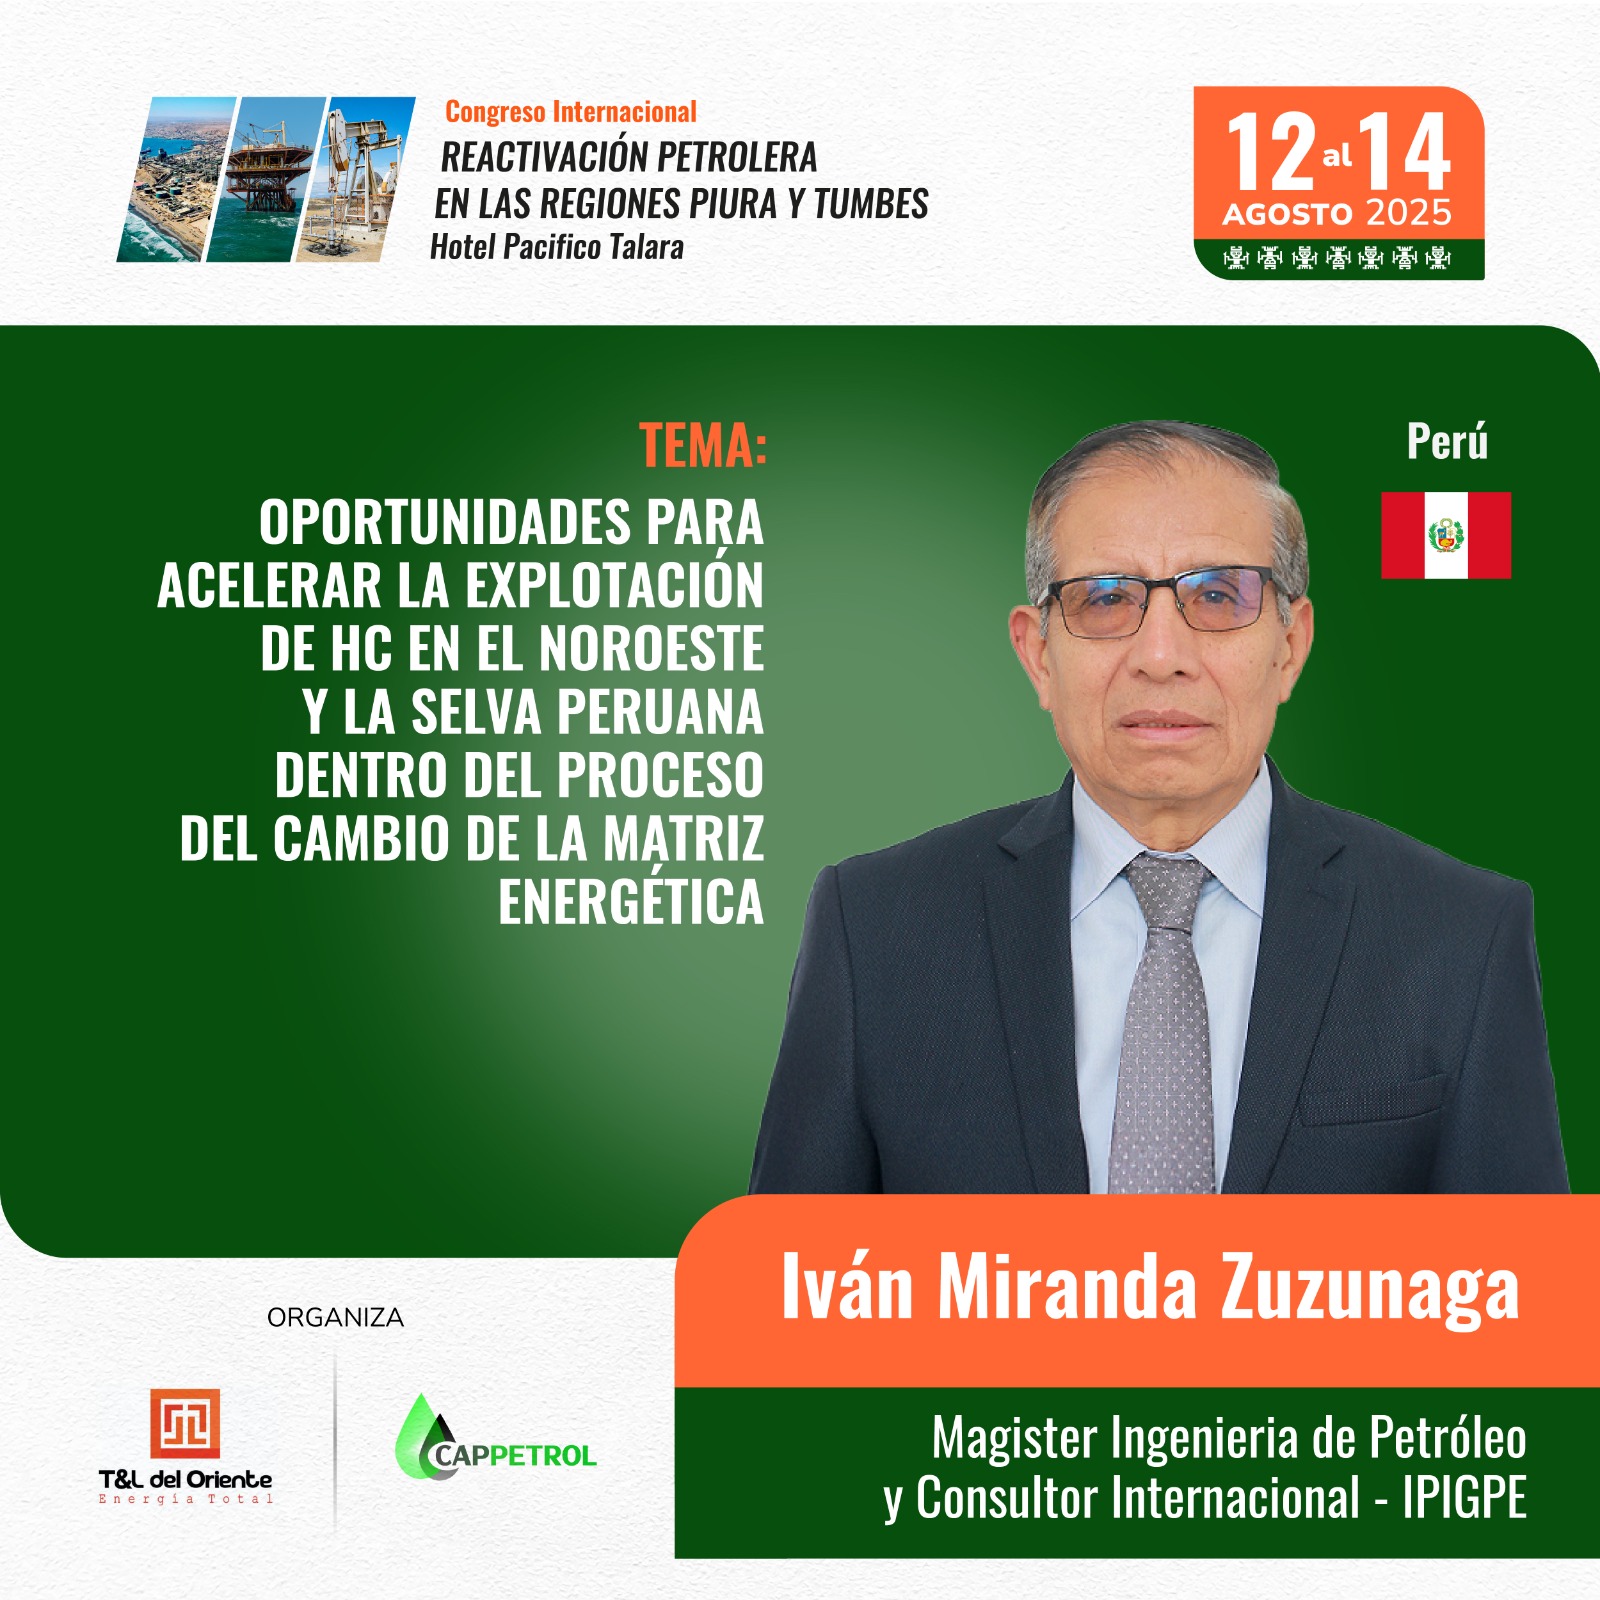 Congreso Internacional
REACTIVACIÓN PETROLERA
EN LAS REGIONES PIURA Y TUMBES
Hotel Pacifico Talara
12 al 14
AGOSTO 2025
TEMA:
OPORTUNIDADES PARA
ACELERAR LA EXPLOTACIÓN
DE HC EN EL NOROESTE
Y LA SELVA PERUANA
DENTRO DEL PROCESO
DEL CAMBIO DE LA MATRIZ
ENERGÉTICA
Perú
Iván Miranda Zuzunaga
Magister Ingenieria de Petróleo
y Consultor Internacional - IPIGPE
ORGANIZA
T&L del Oriente
Energía Total
CAPPETROL